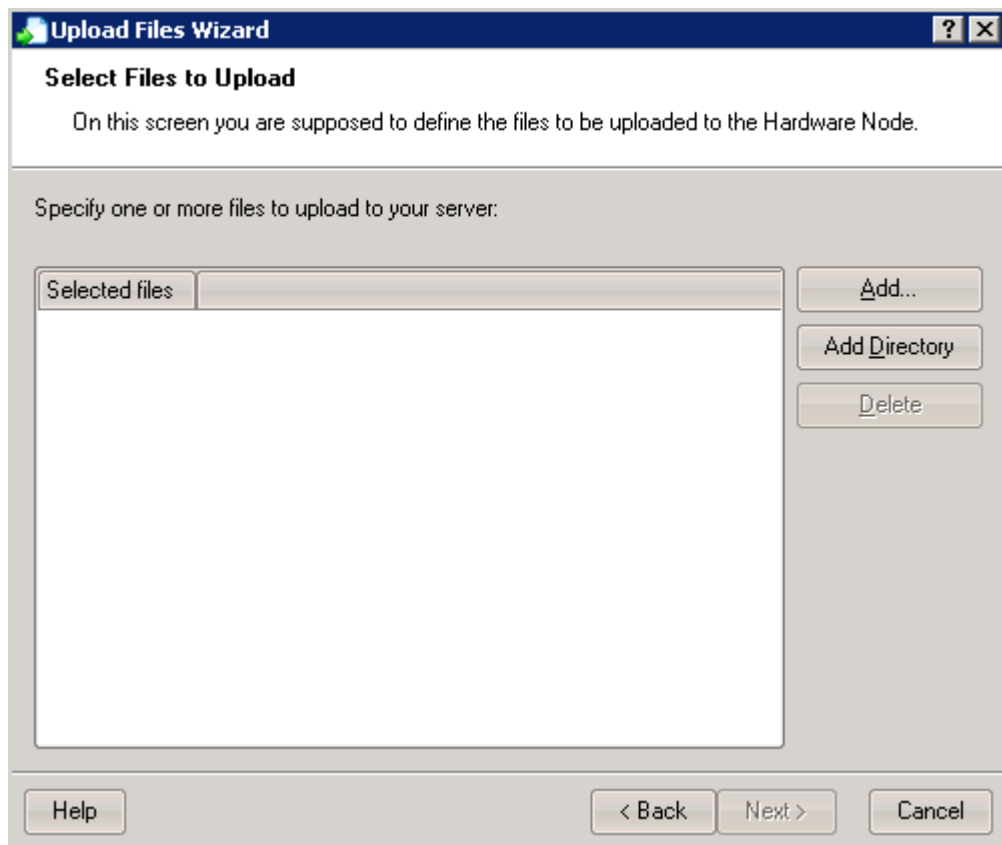 Upload Files Wizard
Select Files to Upload
On this screen you are supposed to define the files to be uploaded to the Hardware Node.
Specify one or more files to upload to your server:
Selected files
Add...
Add Directory
Delete
Help
< Back
Next >
Cancel